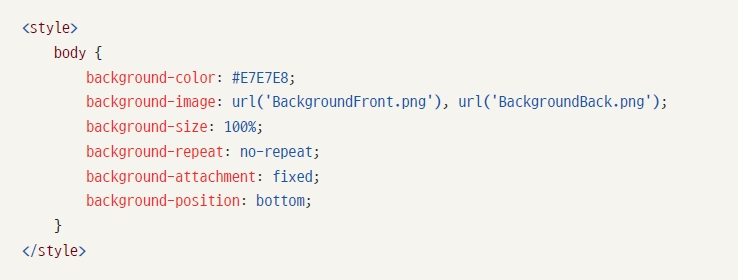 <style>
body {
background-color: #E7E7E8;
background-image: url('BackgroundFront.png'), url('BackgroundBack.png');
background-size: 100%;
background-repeat: no-repeat;
background-attachment: fixed;
background-position: bottom;
}
</style>